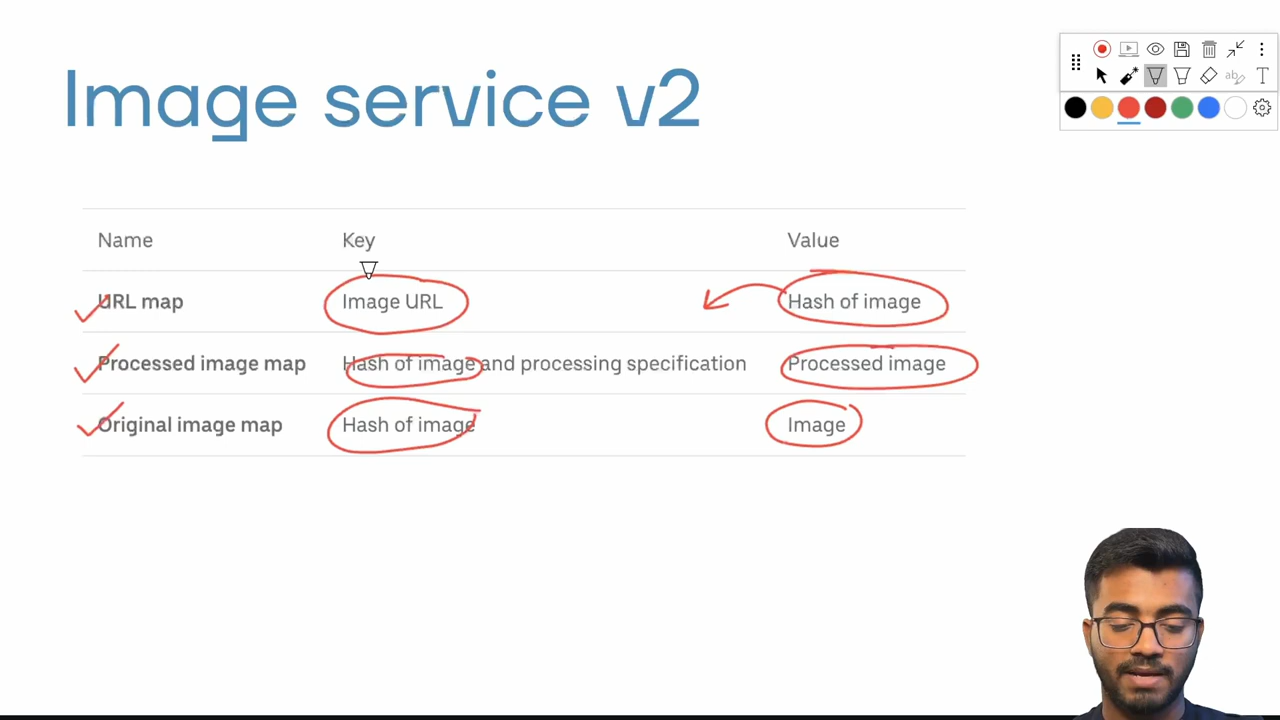 Image service v2
Name Key Value
URL map Image URL Hash of image
Processed image map Hash of image and processing specification Processed image
Original image map Hash of image Image
ab
T